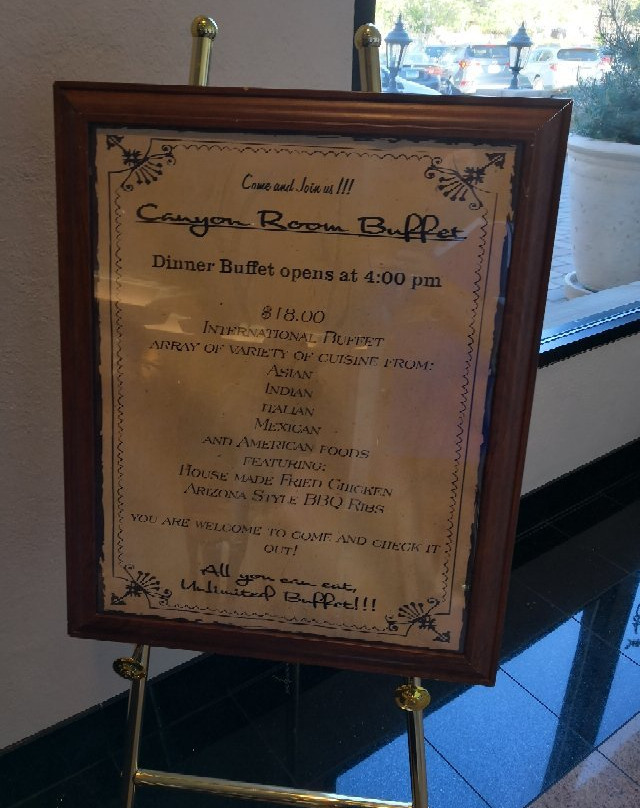 Come and Join us !!!
Canyon Room Buffet
Dinner Buffet opens at 4:00 pm
$18.00
International Buffet
array of variety of cuisine from:
Asian
Indian
Italian
Mexican
and American foods
featuring:
House made Fried Chicken
Arizona Style BBQ Ribs
you are welcome to come and check it
out!
All you can eat,
Unlimited Buffet!!!